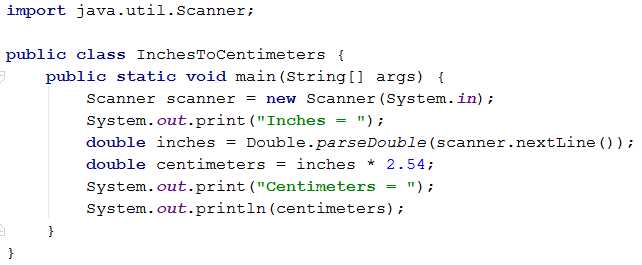 import java.util.Scanner;
public class InchesToCentimeters {
    public static void main(String[] args) {
        Scanner scanner = new Scanner(System.in);
        System.out.print("Inches = ");
        double inches = Double.parseDouble(scanner.nextLine());
        double centimeters = inches * 2.54;
        System.out.print("Centimeters = ");
        System.out.println(centimeters);
    }
}